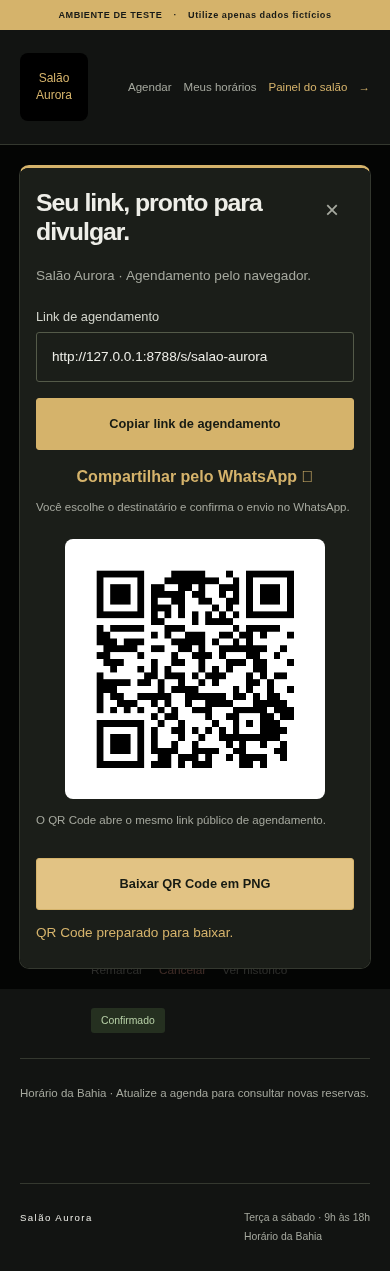 AMBIENTE DE TESTE · Utilize apenas dados fictícios
Salão
Aurora
Agendar Meus horários Painel do salão →
Seu link, pronto para
divulgar.
×
Salão Aurora · Agendamento pelo navegador.
Link de agendamento
http://127.0.0.1:8788/s/salao-aurora
Copiar link de agendamento
Compartilhar pelo WhatsApp
Você escolhe o destinatário e confirma o envio no WhatsApp.
O QR Code abre o mesmo link público de agendamento.
Baixar QR Code em PNG
QR Code preparado para baixar.
Remarcar Cancelar Ver histórico
Confirmado
Horário da Bahia · Atualize a agenda para consultar novas reservas.
Salão Aurora
Terça a sábado · 9h às 18h
Horário da Bahia